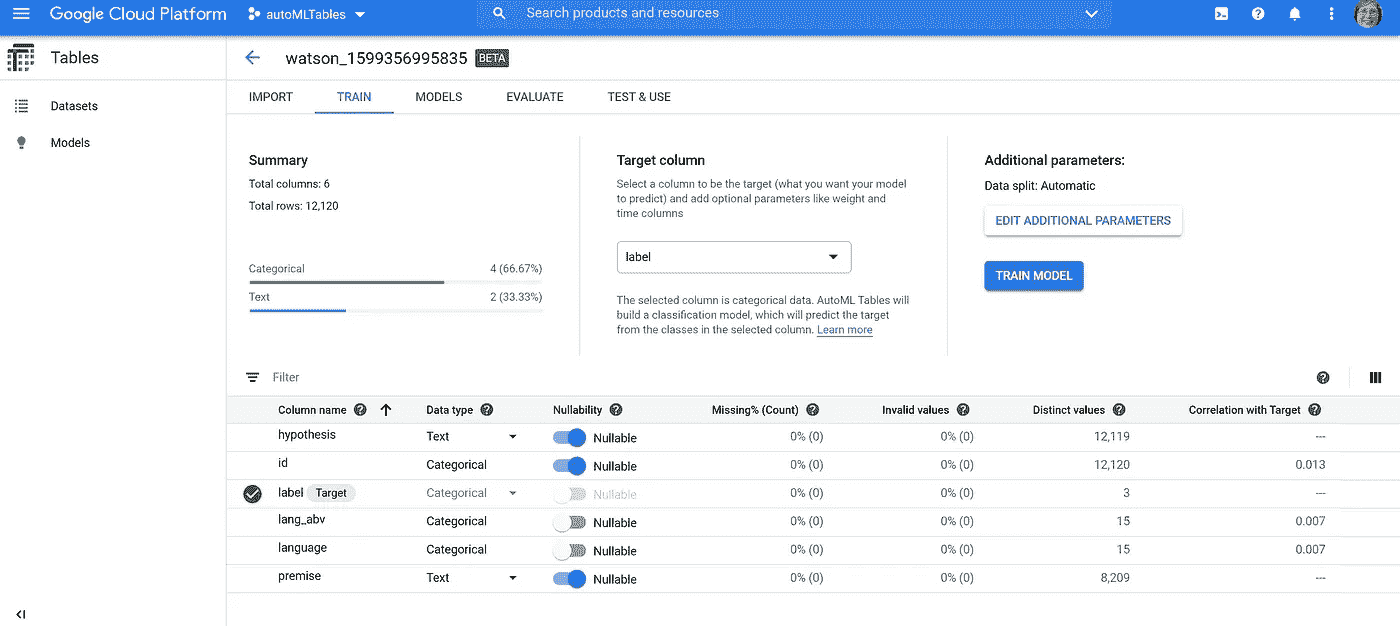 Google Cloud Platform autoMLTables Search products and resources
Tables
watson_1599356995835 BETA
Datasets
Models
IMPORT TRAIN MODELS EVALUATE TEST & USE
Summary
Total columns: 6
Total rows: 12,120
Categorical 4 (66.67%)
Text 2 (33.33%)
Target column
Select a column to be the target (what you want your model
to predict) and add optional parameters like weight and
time columns
label
The selected column is categorical data. AutoML Tables will
build a classification model, which will predict the target
from the classes in the selected column. Learn more
Additional parameters:
Data split: Automatic
EDIT ADDITIONAL PARAMETERS
TRAIN MODEL
Filter
Column name Data type Nullability Missing% (Count) Invalid values Distinct values Correlation with Target
hypothesis Text Nullable 0% (0) 0% (0) 12,119 ---
id Categorical Nullable 0% (0) 0% (0) 12,120 0.013
label Target Categorical Nullable 0% (0) 0% (0) 3 ---
lang_abv Categorical Nullable 0% (0) 0% (0) 15 0.007
language Categorical Nullable 0% (0) 0% (0) 15 0.007
premise Text Nullable 0% (0) 0% (0) 8,209 ---